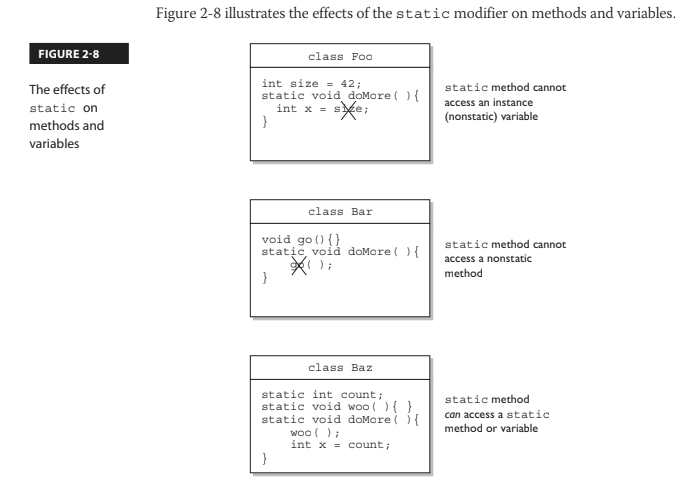 Figure 2-8 illustrates the effects of the static modifier on methods and variables.
FIGURE 2-8
The effects of
static on
methods and
variables
class Foo
int size = 42;
static void doMore( ){
int x = size;
}
static method cannot
access an instance
(nonstatic) variable
class Bar
void go(){}
static void doMore( ){
go( );
}
static method cannot
access a nonstatic
method
class Baz
static int count;
static void woo( ){ }
static void doMore( ){
woo( );
int x = count;
}
static method
can access a static
method or variable